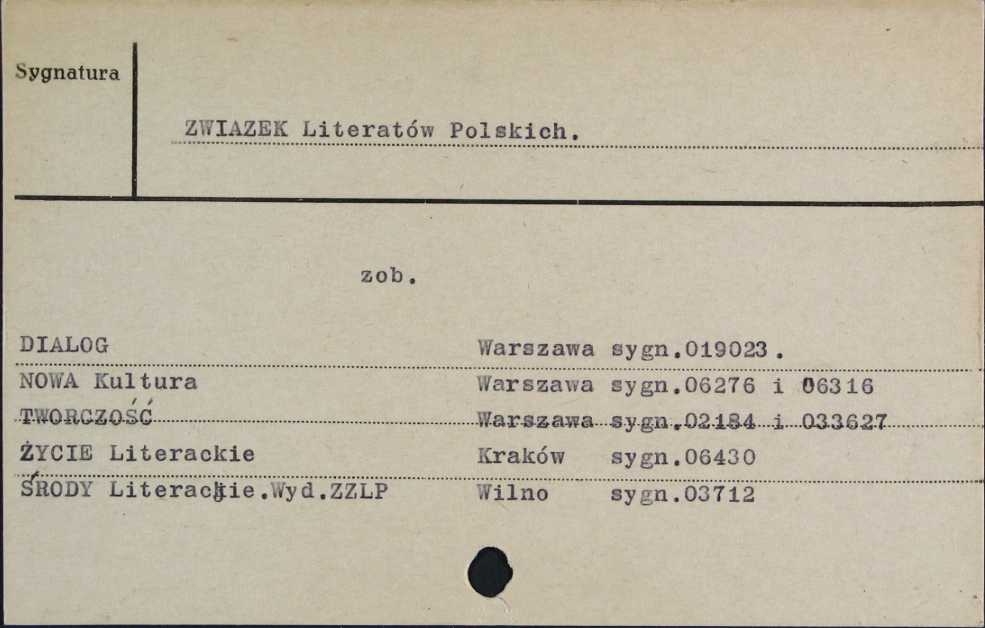 Sygnatura
ZWIAZEK Literatów Polskich.
zob.
DIALOG Warszawa sygn.019023.
NOWA Kultura Warszawa sygn.06276 i 06316
TWORCZOŚĆ Warszawa sygn.02184 i 033627
ŻYCIE Literackie Kraków sygn.06430
ŚRODY Literackie.Wyd.ZZLP Wilno sygn.03712